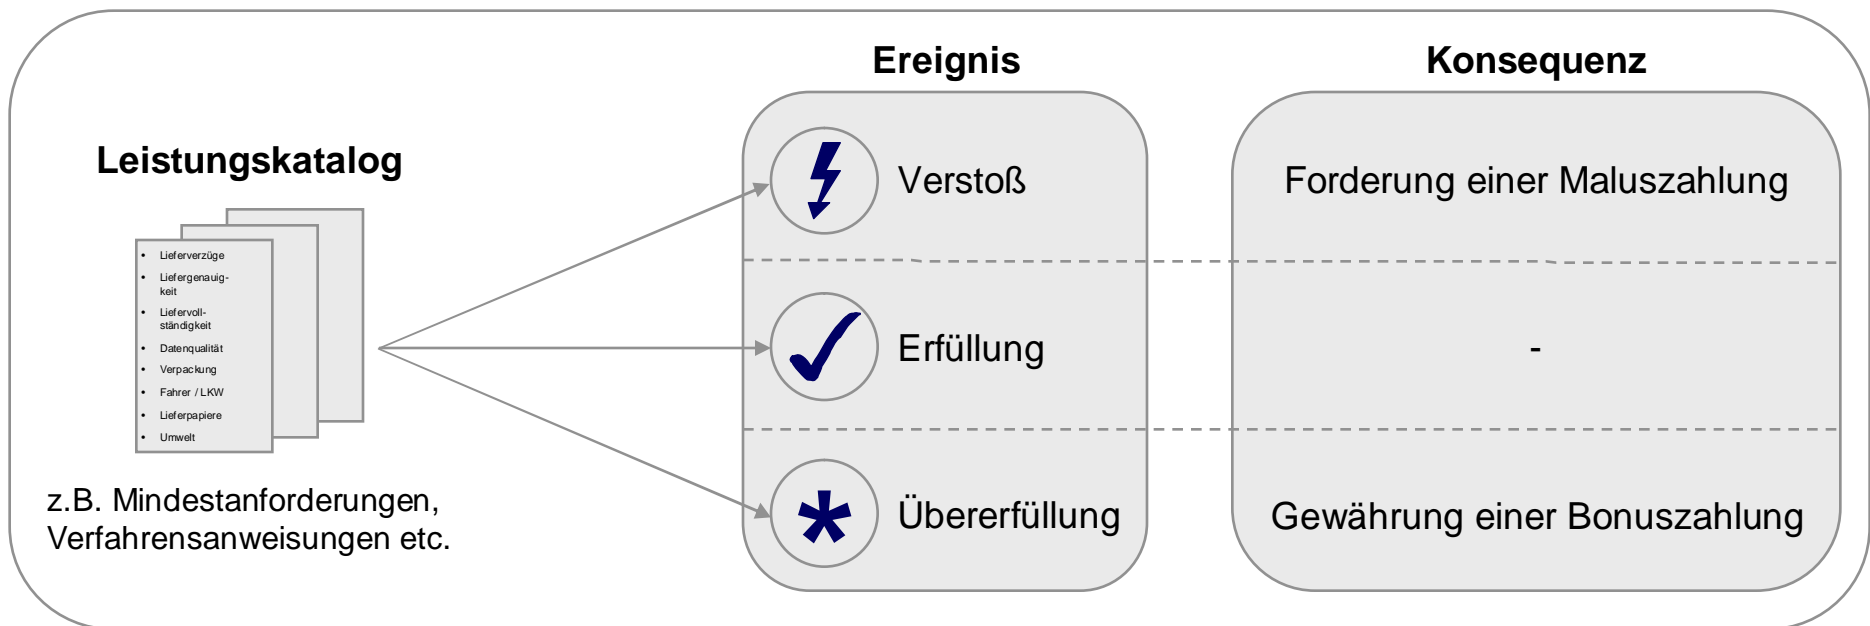 Ereignis
Konsequenz
Leistungskatalog
• Lieferverzüge
• Liefergenauig-
keit
• Liefervoll-
ständigkeit
• Datenqualität
• Verpackung
• Fahrer / LKW
• Lieferpapiere
• Umwelt
z.B. Mindestanforderungen,
Verfahrensanweisungen etc.
Verstoß
Forderung einer Maluszahlung
Erfüllung
-
Übererfüllung
Gewährung einer Bonuszahlung